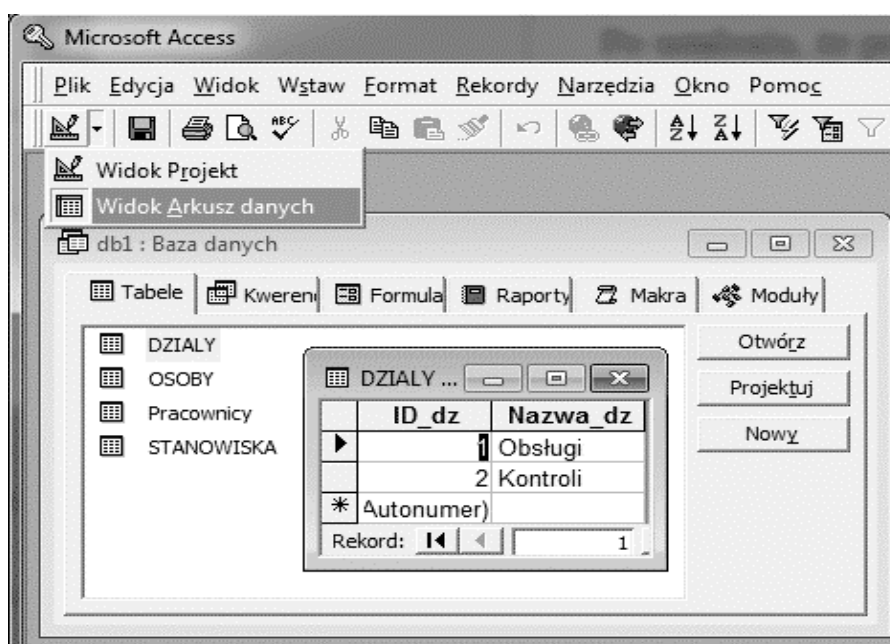 Microsoft Access
Plik Edycja Widok Wstaw Format Rekordy Narzędzia Okno Pomoc
ABC
A Z Z A
Widok Projekt
Widok Arkusz danych
db1 : Baza danych
Tabele Kweren Formula Raporty Makra Moduły
DZIALY
OSOBY
Pracownicy
STANOWISKA
Otwórz
Projektuj
Nowy
DZIALY ...
ID_dz Nazwa_dz
1 Obsługi
2 Kontroli
* Autonumer)
Rekord: 1